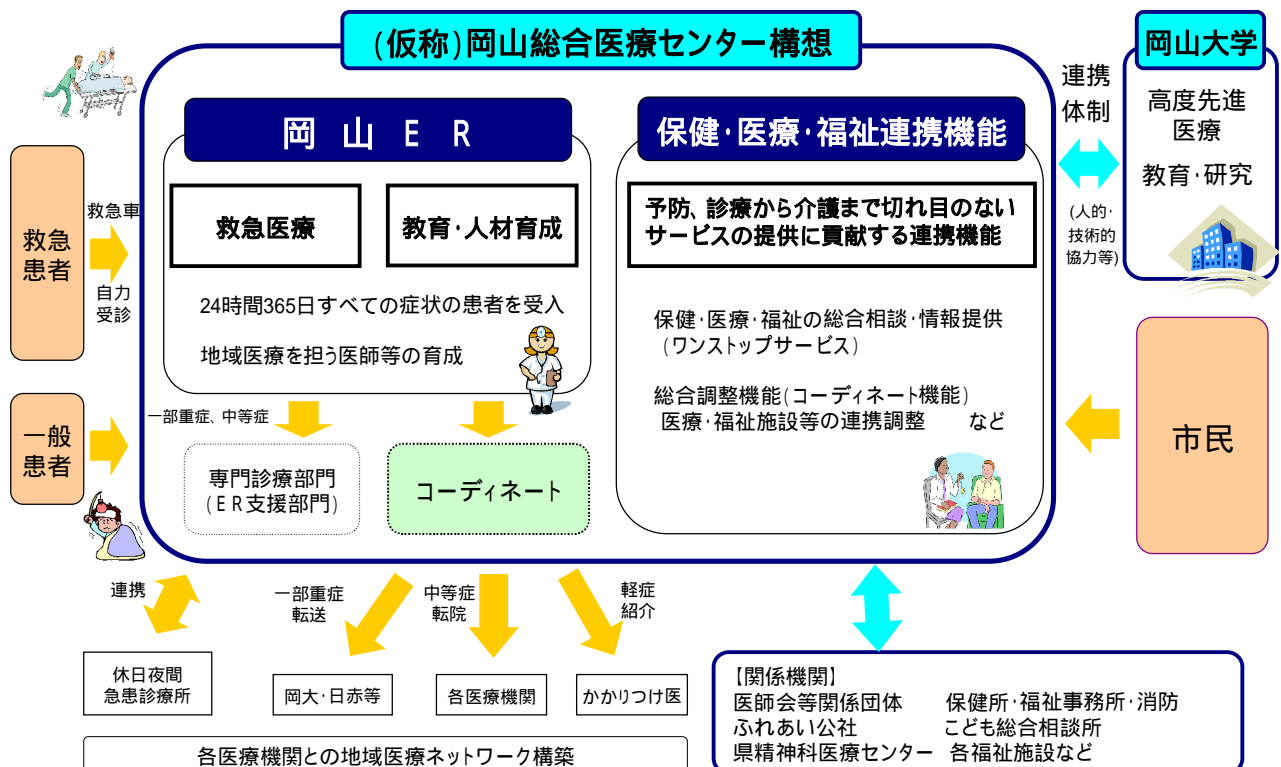 (仮称)岡山総合医療センター構想
岡山大学
連携
体制
(人的・
技術的
協力等)
高度先進
医療
教育・研究
救急
患者
救急車
自力
受診
一般
患者
岡山ER
救急医療
教育・人材育成
24時間365日すべての症状の患者を受入
地域医療を担う医師等の育成
一部重症、中等症
専門診療部門
(ER支援部門)
コーディネート
保健・医療・福祉連携機能
予防、診療から介護まで切れ目のない
サービスの提供に貢献する連携機能
保健・医療・福祉の総合相談・情報提供
(ワンストップサービス)
総合調整機能(コーディネート機能)
医療・福祉施設等の連携調整 など
市民
連携
一部重症
転送
中等症
転院
軽症
紹介
休日夜間
急患診療所
岡大・日赤等
各医療機関
かかりつけ医
各医療機関との地域医療ネットワーク構築
【関係機関】
医師会等関係団体 保健所・福祉事務所・消防
ふれあい公社 こども総合相談所
県精神科医療センター 各福祉施設など